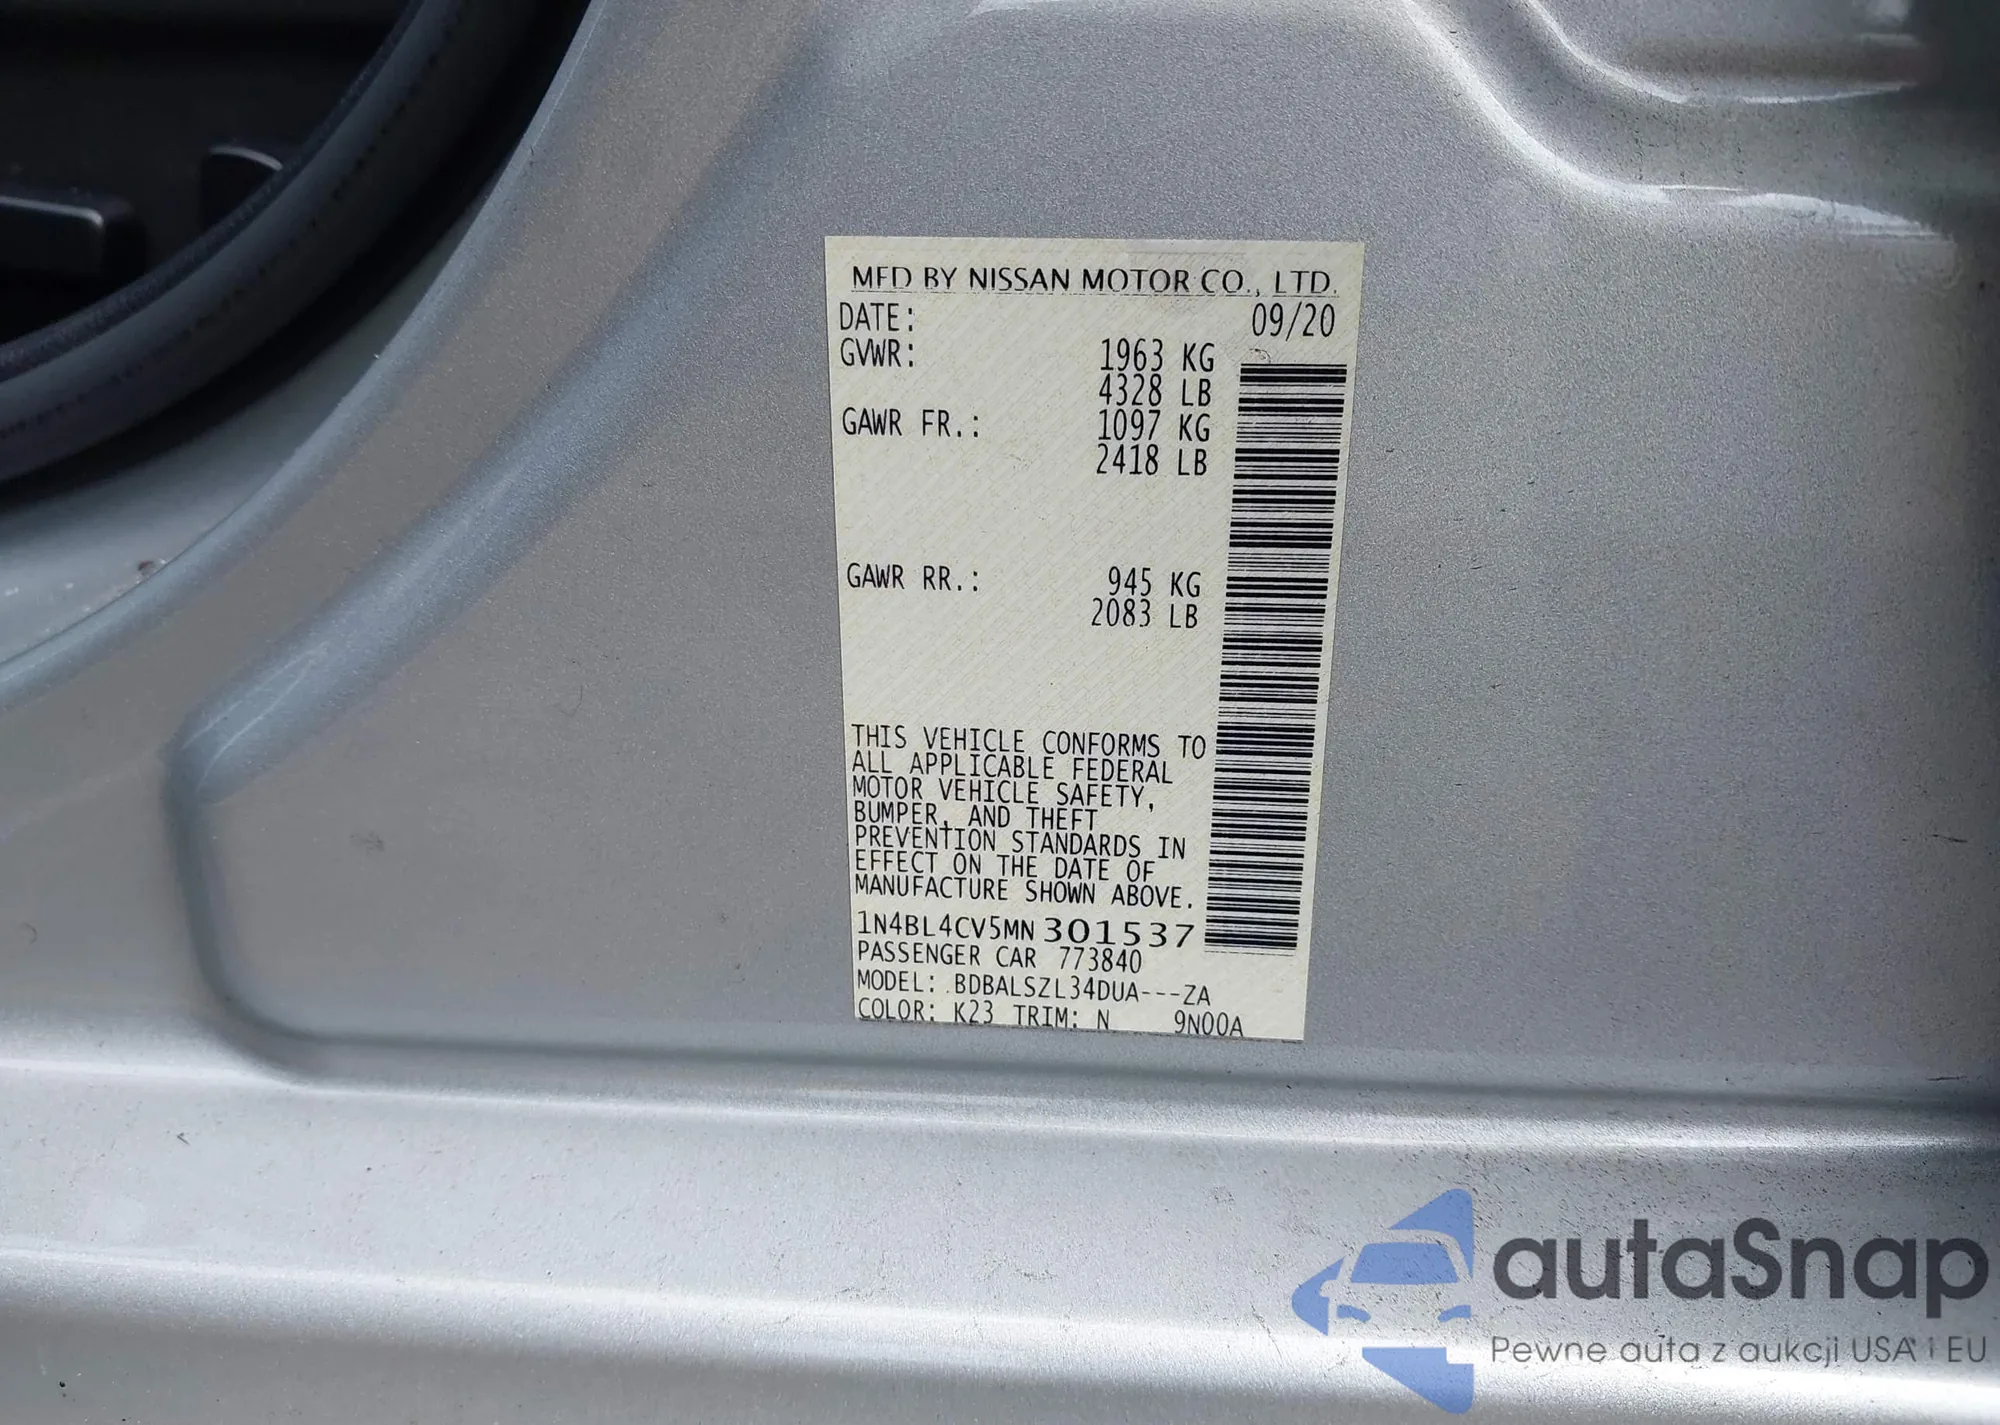 MFD BY NISSAN MOTOR CO., LTD.
DATE: 09/20
GVWR: 1963 KG
4328 LB
GAWR FR.: 1097 KG
2418 LB
GAWR RR.: 945 KG
2083 LB
THIS VEHICLE CONFORMS TO
ALL APPLICABLE FEDERAL
MOTOR VEHICLE SAFETY,
BUMPER, AND THEFT
PREVENTION STANDARDS IN
EFFECT ON THE DATE OF
MANUFACTURE SHOWN ABOVE.
1N4BL4CV5MN301537
PASSENGER CAR 773840
MODEL: BDBALSZL34DUA---ZA
COLOR: K23 TRIM: N 9N00A
autaSnap
Pewne auta z aukcji USA i EU